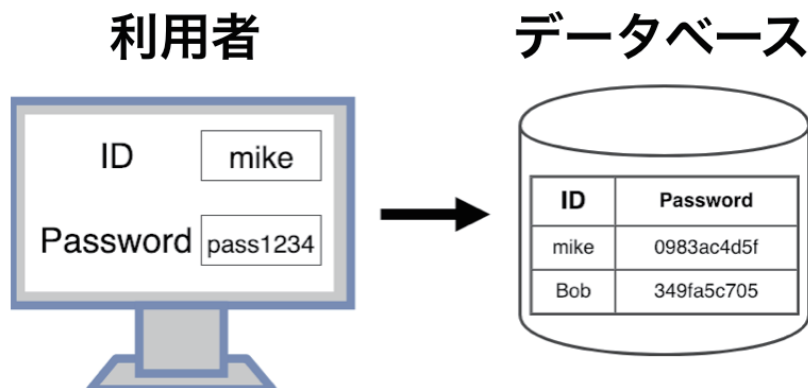 利用者
データベース
ID
mike
Password
pass1234
ID Password
mike 0983ac4d5f
Bob 349fa5c705